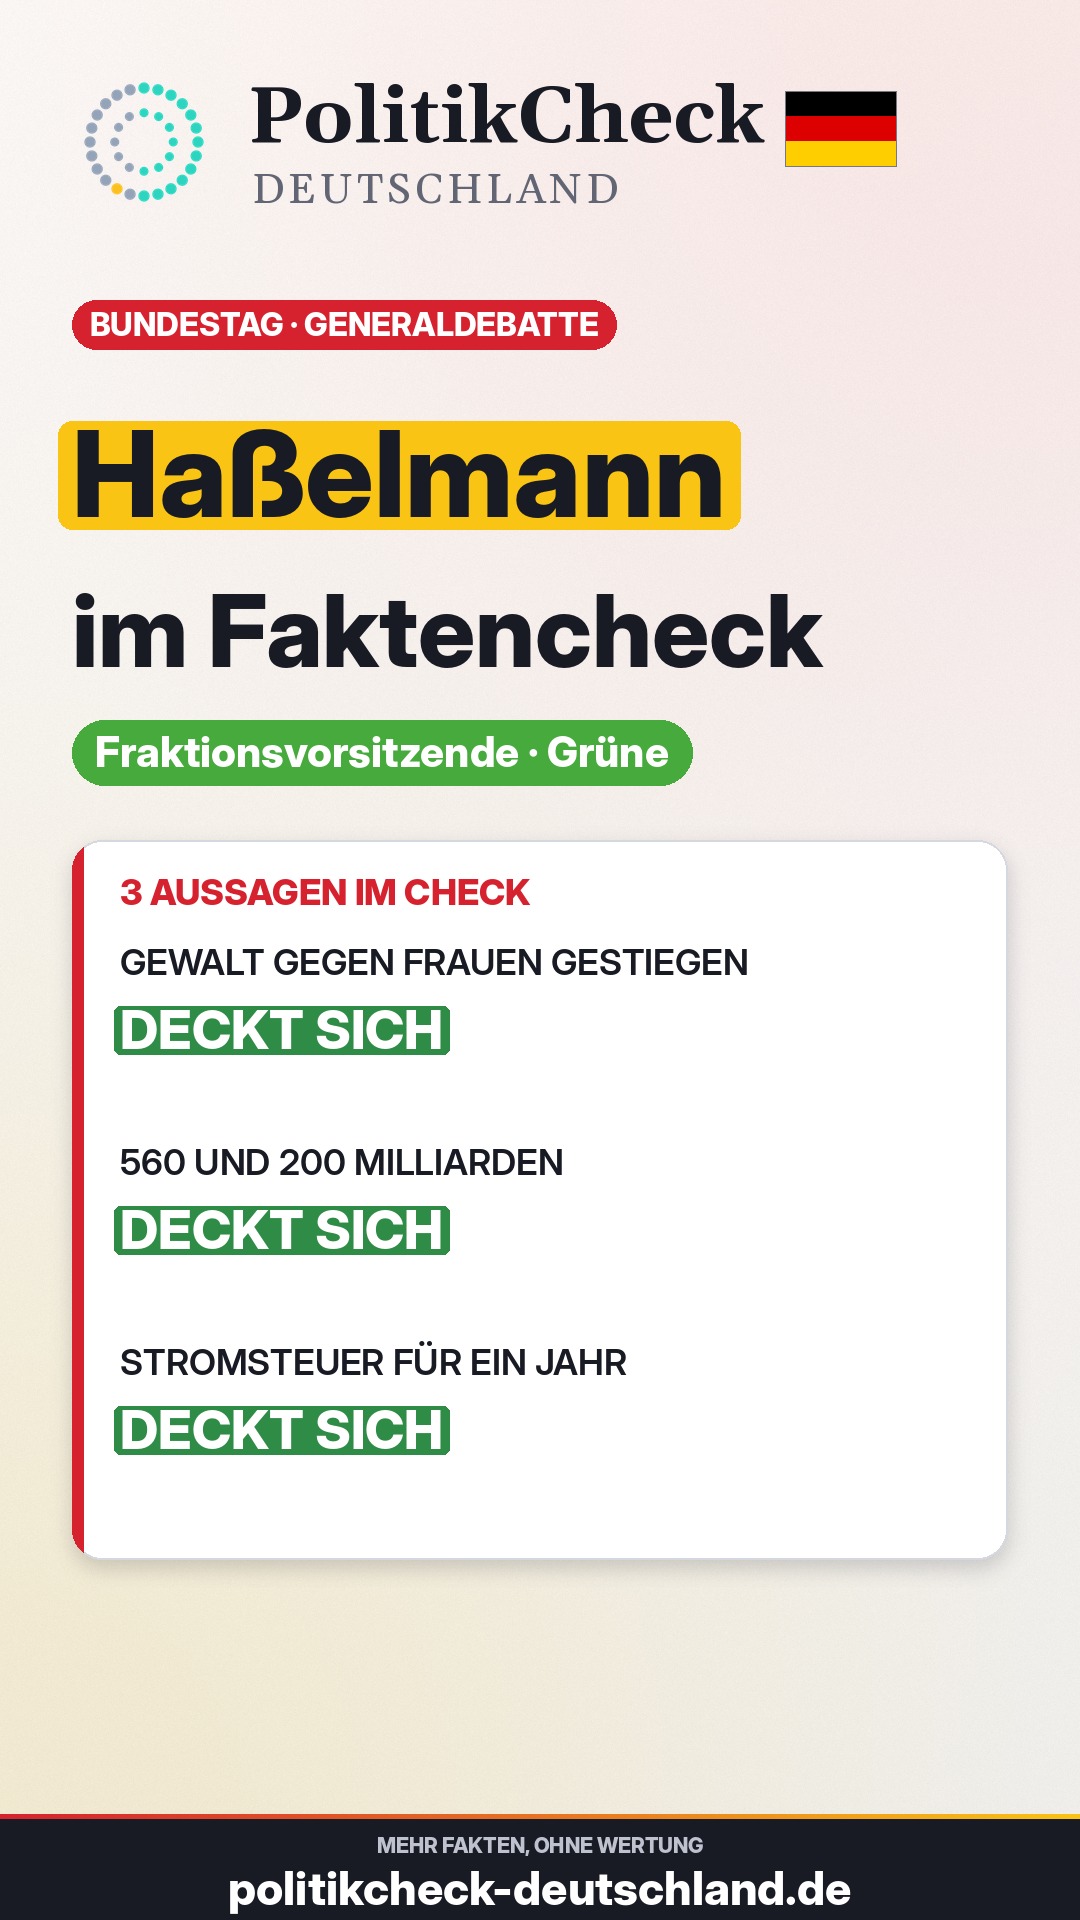 PolitikCheck
DEUTSCHLAND
BUNDESTAG · GENERALDEBATTE
Haßelmann
im Faktencheck
Fraktionsvorsitzende · Grüne
3 AUSSAGEN IM CHECK
GEWALT GEGEN FRAUEN GESTIEGEN
DECKT SICH
560 UND 200 MILLIARDEN
DECKT SICH
STROMSTEUER FÜR EIN JAHR
DECKT SICH
MEHR FAKTEN, OHNE WERTUNG
politikcheck-deutschland.de